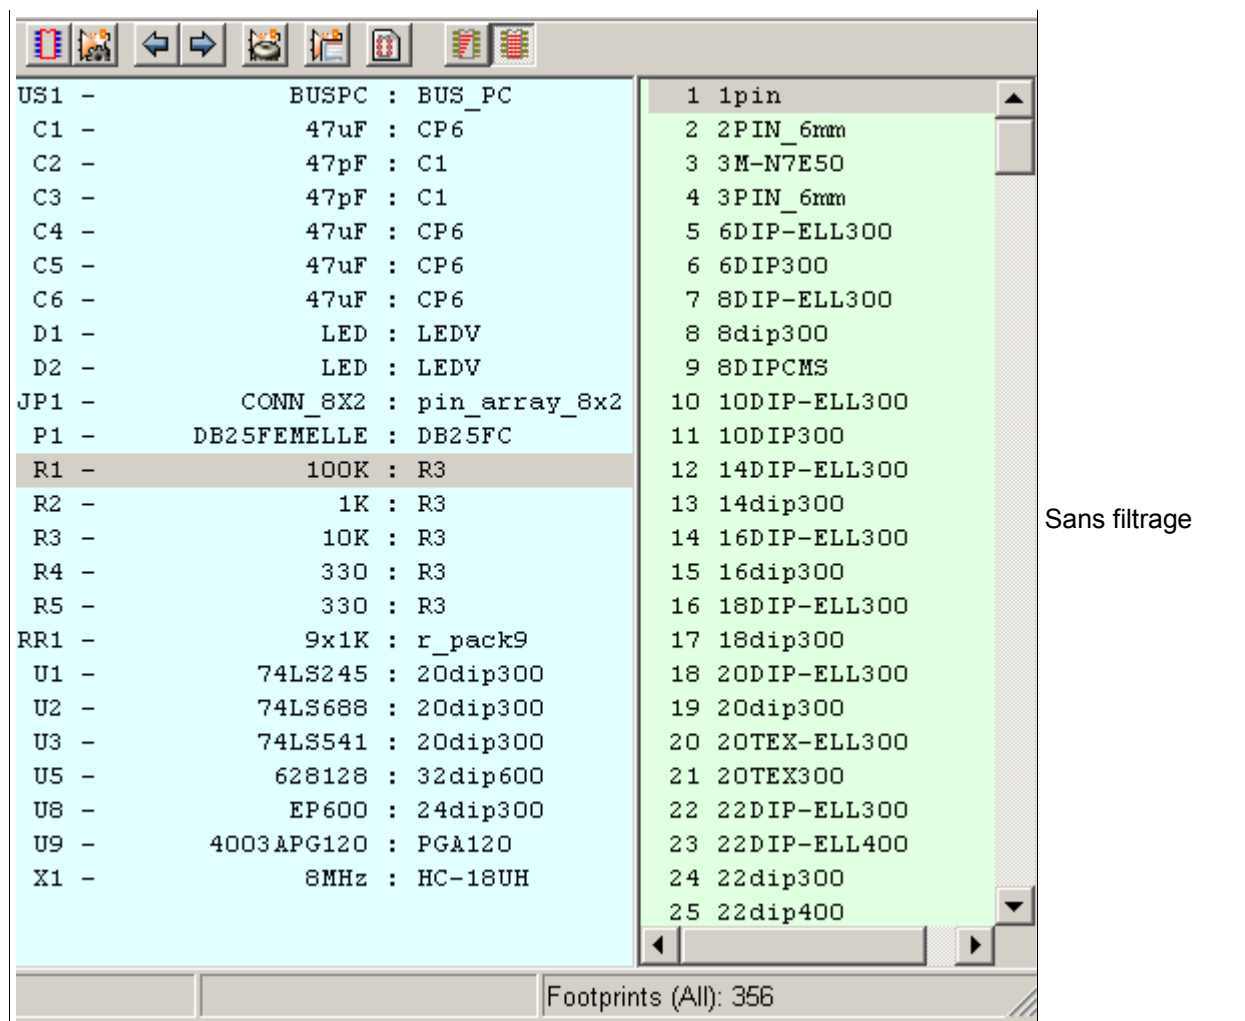 US1 - BUSPC : BUS_PC
C1 - 47uF : CP6
C2 - 47pF : C1
C3 - 47pF : C1
C4 - 47uF : CP6
C5 - 47uF : CP6
C6 - 47uF : CP6
D1 - LED : LEDV
D2 - LED : LEDV
JP1 - CONN_8X2 : pin_array_8x2
P1 - DB25FEMELLE : DB25FC
R1 - 100K : R3
R2 - 1K : R3
R3 - 10K : R3
R4 - 330 : R3
R5 - 330 : R3
RR1 - 9x1K : r_pack9
U1 - 74LS245 : 20dip300
U2 - 74LS688 : 20dip300
U3 - 74LS541 : 20dip300
U5 - 628128 : 32dip600
U8 - EP600 : 24dip300
U9 - 4003APG120 : PGA120
X1 - 8MHz : HC-18UH
1 1pin
2 2PIN_6mm
3 3M-N7E50
4 3PIN_6mm
5 6DIP-ELL300
6 6DIP300
7 8DIP-ELL300
8 8dip300
9 8DIPCMS
10 10DIP-ELL300
11 10DIP300
12 14DIP-ELL300
13 14dip300
14 16DIP-ELL300
15 16dip300
16 18DIP-ELL300
17 18dip300
18 20DIP-ELL300
19 20dip300
20 20TEX-ELL300
21 20TEX300
22 22DIP-ELL300
23 22DIP-ELL400
24 22dip300
25 22dip400
Footprints (All): 356
Sans filtrage